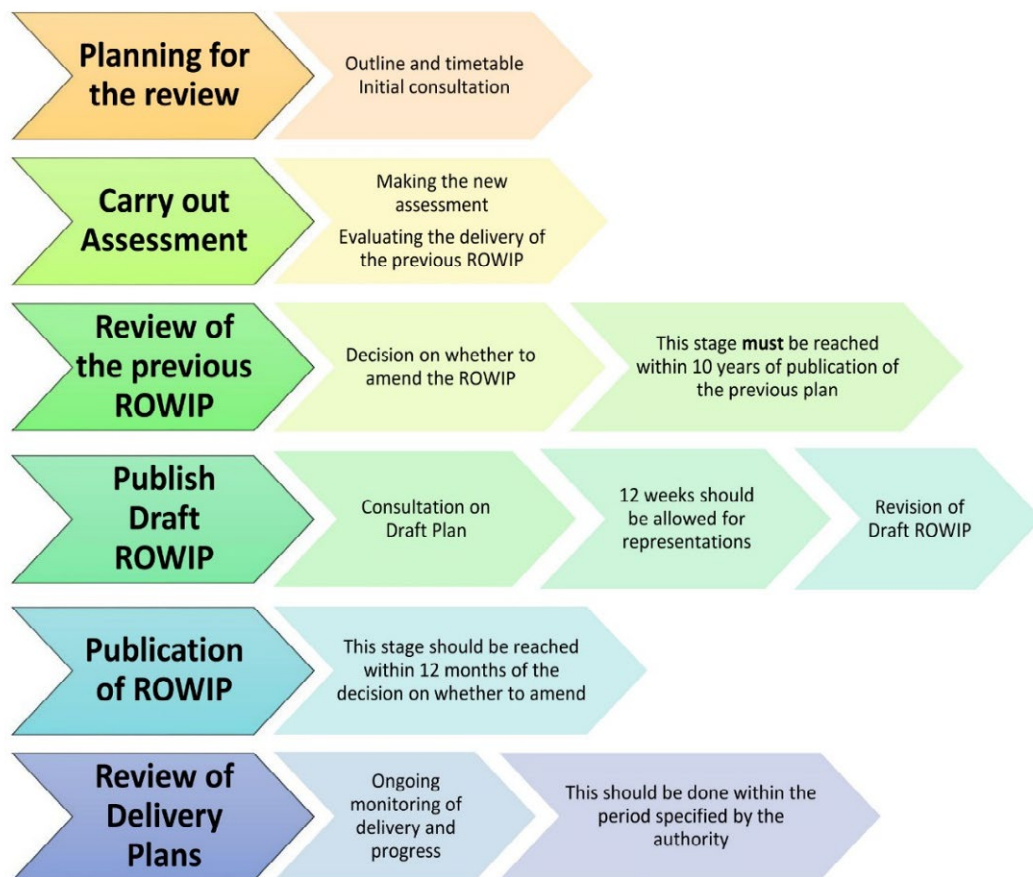 Planning for
the review
Outline and timetable
Initial consultation
Carry out
Assessment
Making the new
assessment
Evaluating the delivery of
the previous ROWIP
Review of
the previous
ROWIP
Decision on whether to
amend the ROWIP
This stage must be reached
within 10 years of publication of
the previous plan
Publish
Draft
ROWIP
Consultation on
Draft Plan
12 weeks should
be allowed for
representations
Revision of
Draft ROWIP
Publication
of ROWIP
This stage should be reached
within 12 months of the
decision on whether to amend
Review of
Delivery
Plans
Ongoing
monitoring of
delivery and
progress
This should be done within the
period specified by the
authority